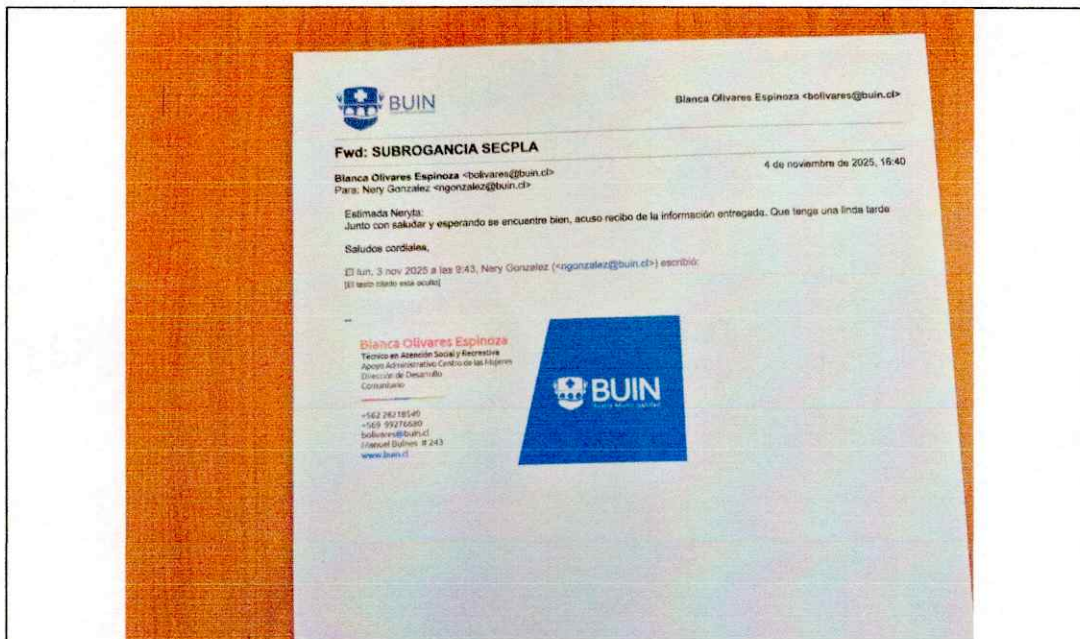 BUIN
Blanca Olivares Espinoza <bolivares@buin.cl>
Fwd: SUBROGANCIA SECPLA
Blanca Olivares Espinoza <bolivares@buin.cl>
4 de noviembre de 2025, 16:40
Para: Nery Gonzalez <ngonzalez@buin.cl>
Estimada Neryta:
Junto con saludar y esperando se encuentre bien, acuso recibo de la información entregada. Que tenga una linda tarde
Saludos cordiales,
El lun, 3 nov 2025 a las 9:43, Nery Gonzalez (<ngonzalez@buin.cl>) escribió:
[El texto citado está oculto]
--
Blanca Olivares Espinoza
Técnico en Atención Social y Recreativa
Apoyo Administrativo Centro de las Mujeres
Dirección de Desarrollo
Comunitario
+562 28218540
+569 99276680
bolivares@buin.cl
Manuel Bulnes # 243
www.buin.cl
BUIN